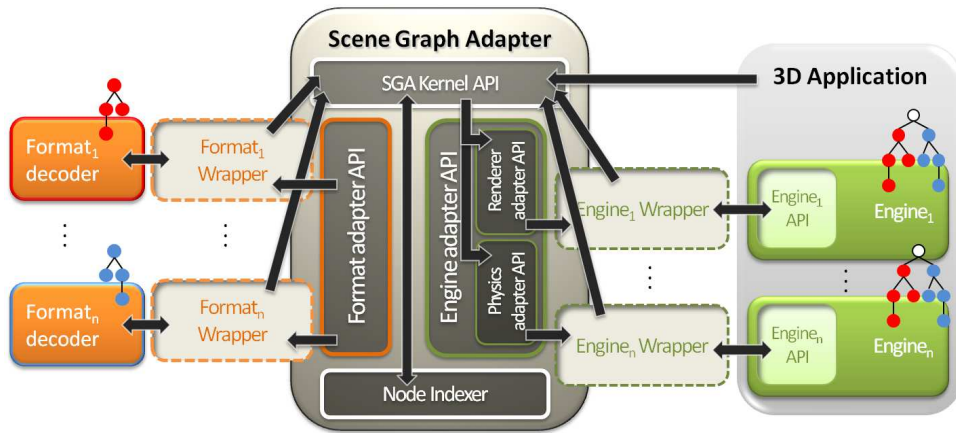 Scene Graph Adapter
SGA Kernel API
3D Application
Format₁
decoder
Format₁
Wrapper
Format adapter API
Engine adapter API
Renderer
adapter API
Physics
adapter API
Engine₁ Wrapper
Engine₁
API
Engine₁
Formatₙ
decoder
Formatₙ
Wrapper
Engineₙ Wrapper
Engineₙ
API
Engineₙ
Node Indexer